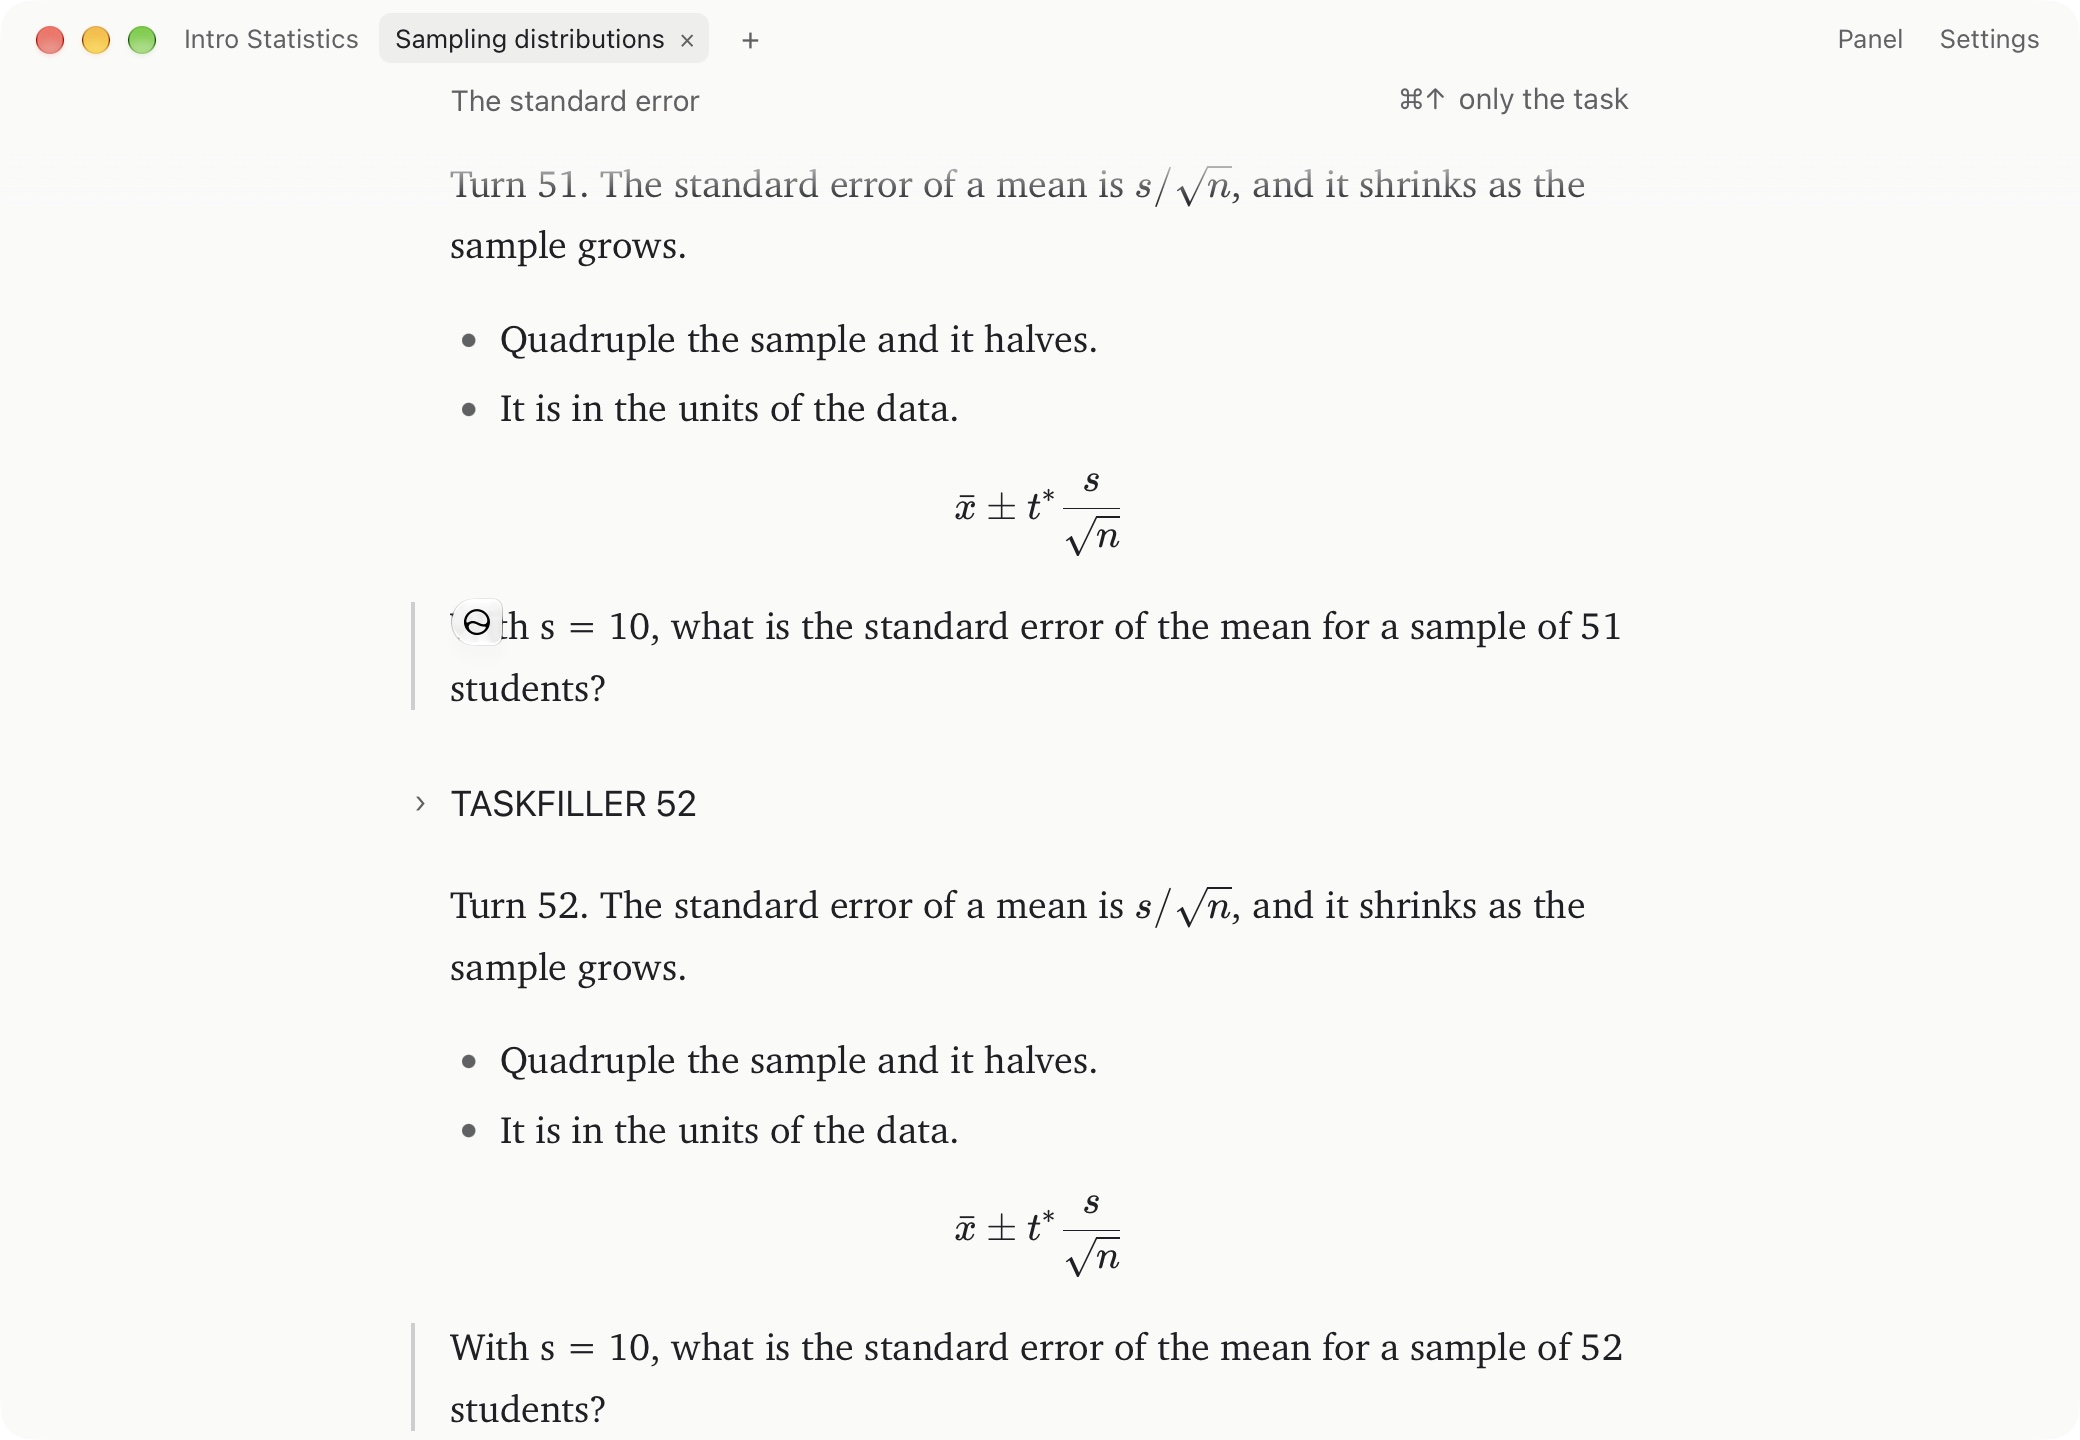 Intro Statistics
Sampling distributions ×
+
Panel
Settings
The standard error
⌘↑ only the task
Turn 51. The standard error of a mean is s/√n, and it shrinks as the
sample grows.
• Quadruple the sample and it halves.
• It is in the units of the data.
x̄ ± t* s/√n
th s = 10, what is the standard error of the mean for a sample of 51
students?
› TASKFILLER 52
Turn 52. The standard error of a mean is s/√n, and it shrinks as the
sample grows.
• Quadruple the sample and it halves.
• It is in the units of the data.
x̄ ± t* s/√n
With s = 10, what is the standard error of the mean for a sample of 52
students?